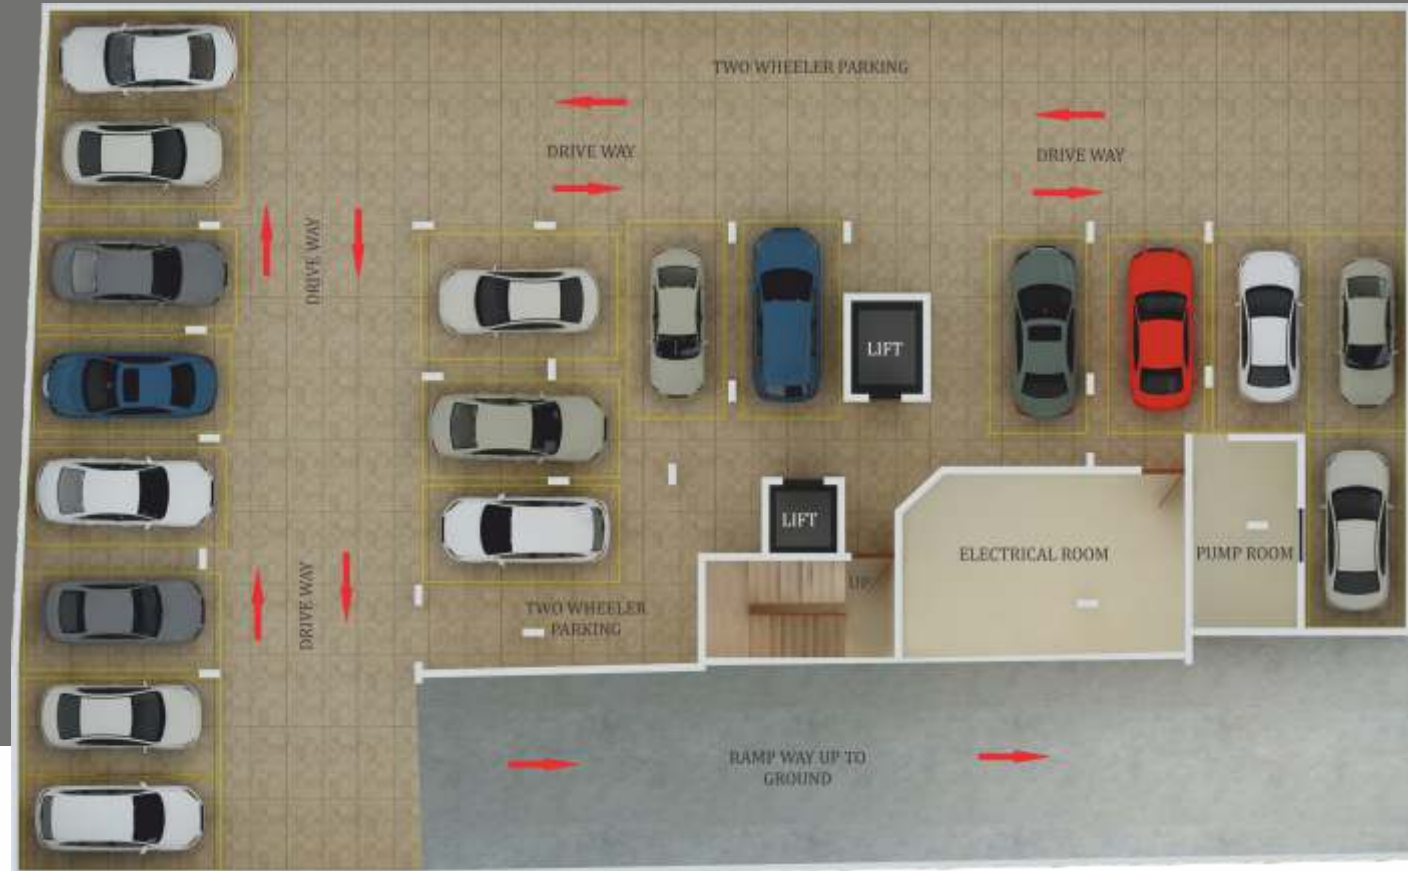 TWO WHEELER PARKING
DRIVE WAY
DRIVE WAY
DRIVE WAY
LIFT
LIFT
ELECTRICAL ROOM
PUMP ROOM
UP
DRIVE WAY
TWO WHEELER
PARKING
RAMP WAY UP TO
GROUND